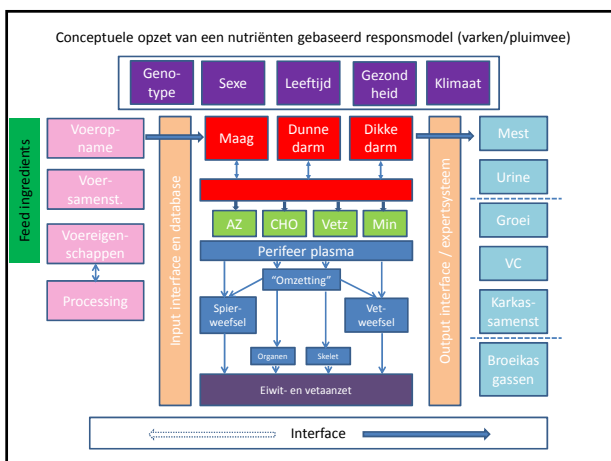 Conceptuele opzet van een nutriënten gebaseerd responsmodel (varken/pluimvee)
Geno-
type
Sexe
Leeftijd
Gezond
heid
Klimaat
Feed ingredients
Voerop-
name
Voer-
samenst.
Voereigen-
schappen
Processing
Input interface en database
Maag
Dunne
darm
Dikke
darm
AZ
CHO
Vetz
Min
Perifeer plasma
"Omzetting"
Spier-
weefsel
Vet-
weefsel
Organen
Skelet
Eiwit- en vetaanzet
Output interface / expertsysteem
Mest
Urine
Groei
VC
Karkas-
samenst
Broeikas
gassen
Interface